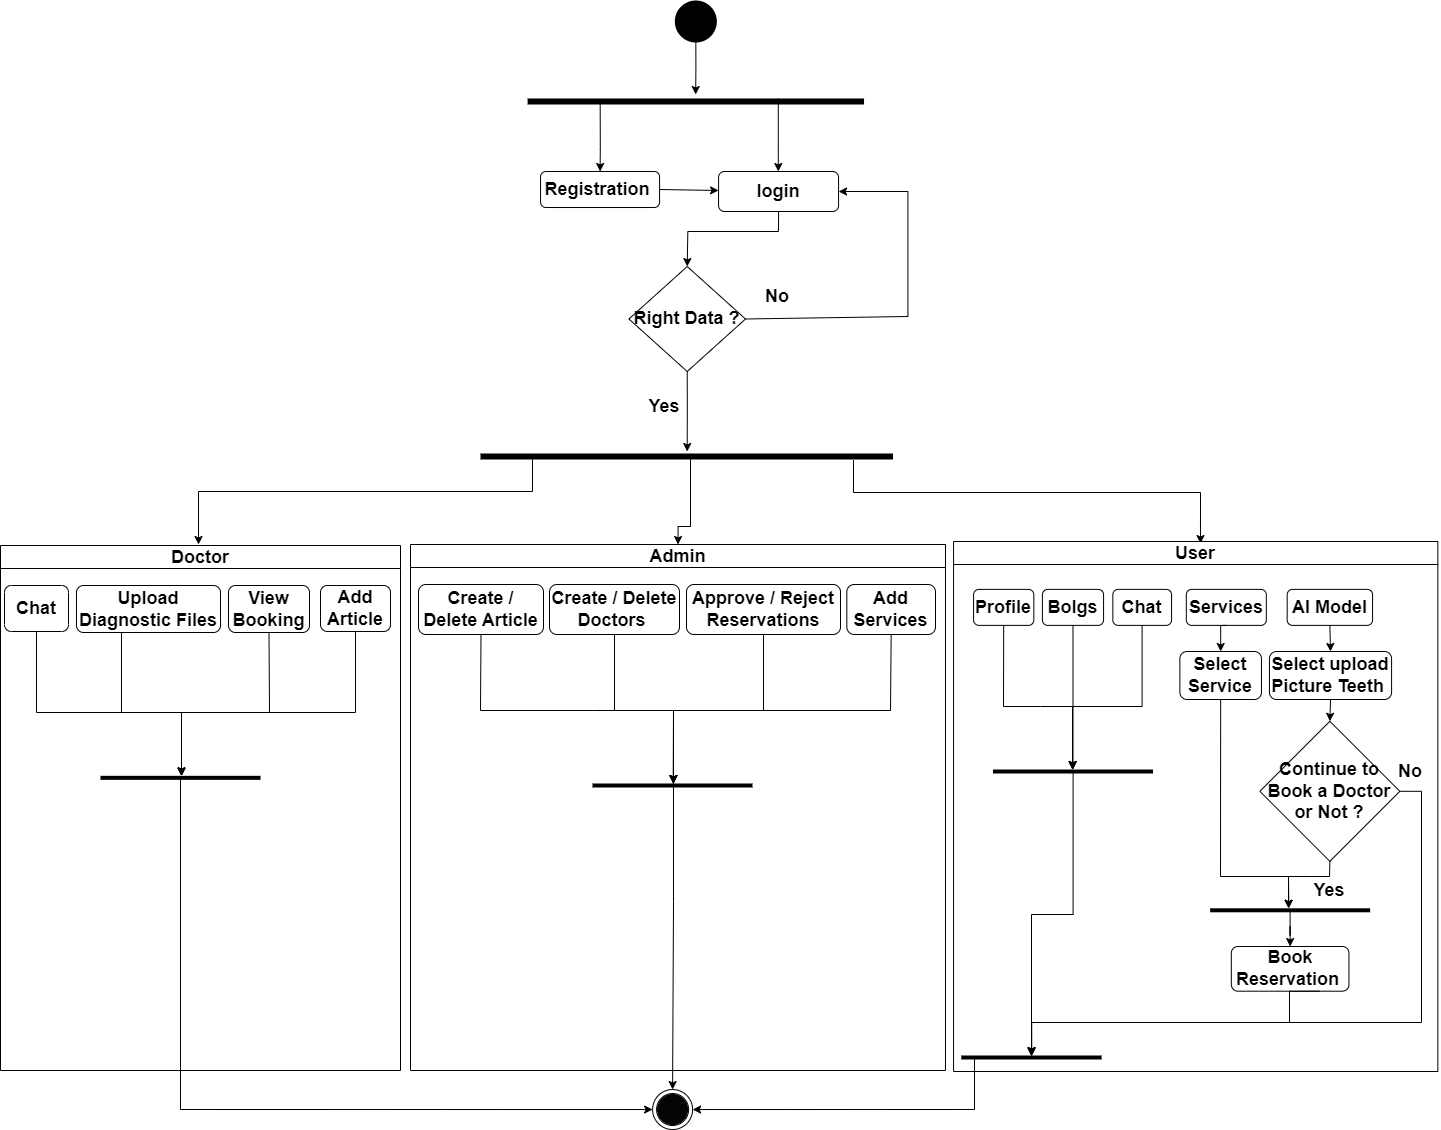 Registration
login
No
Right Data ?
Yes
Doctor
Chat
Upload
Diagnostic Files
View
Booking
Add
Article
Admin
Create /
Delete Article
Create / Delete
Doctors
Approve / Reject
Reservations
Add
Services
User
Profile
Bolgs
Chat
Services
AI Model
Select
Service
Select upload
Picture Teeth
Continue to
Book a Doctor
or Not ?
No
Yes
Book
Reservation